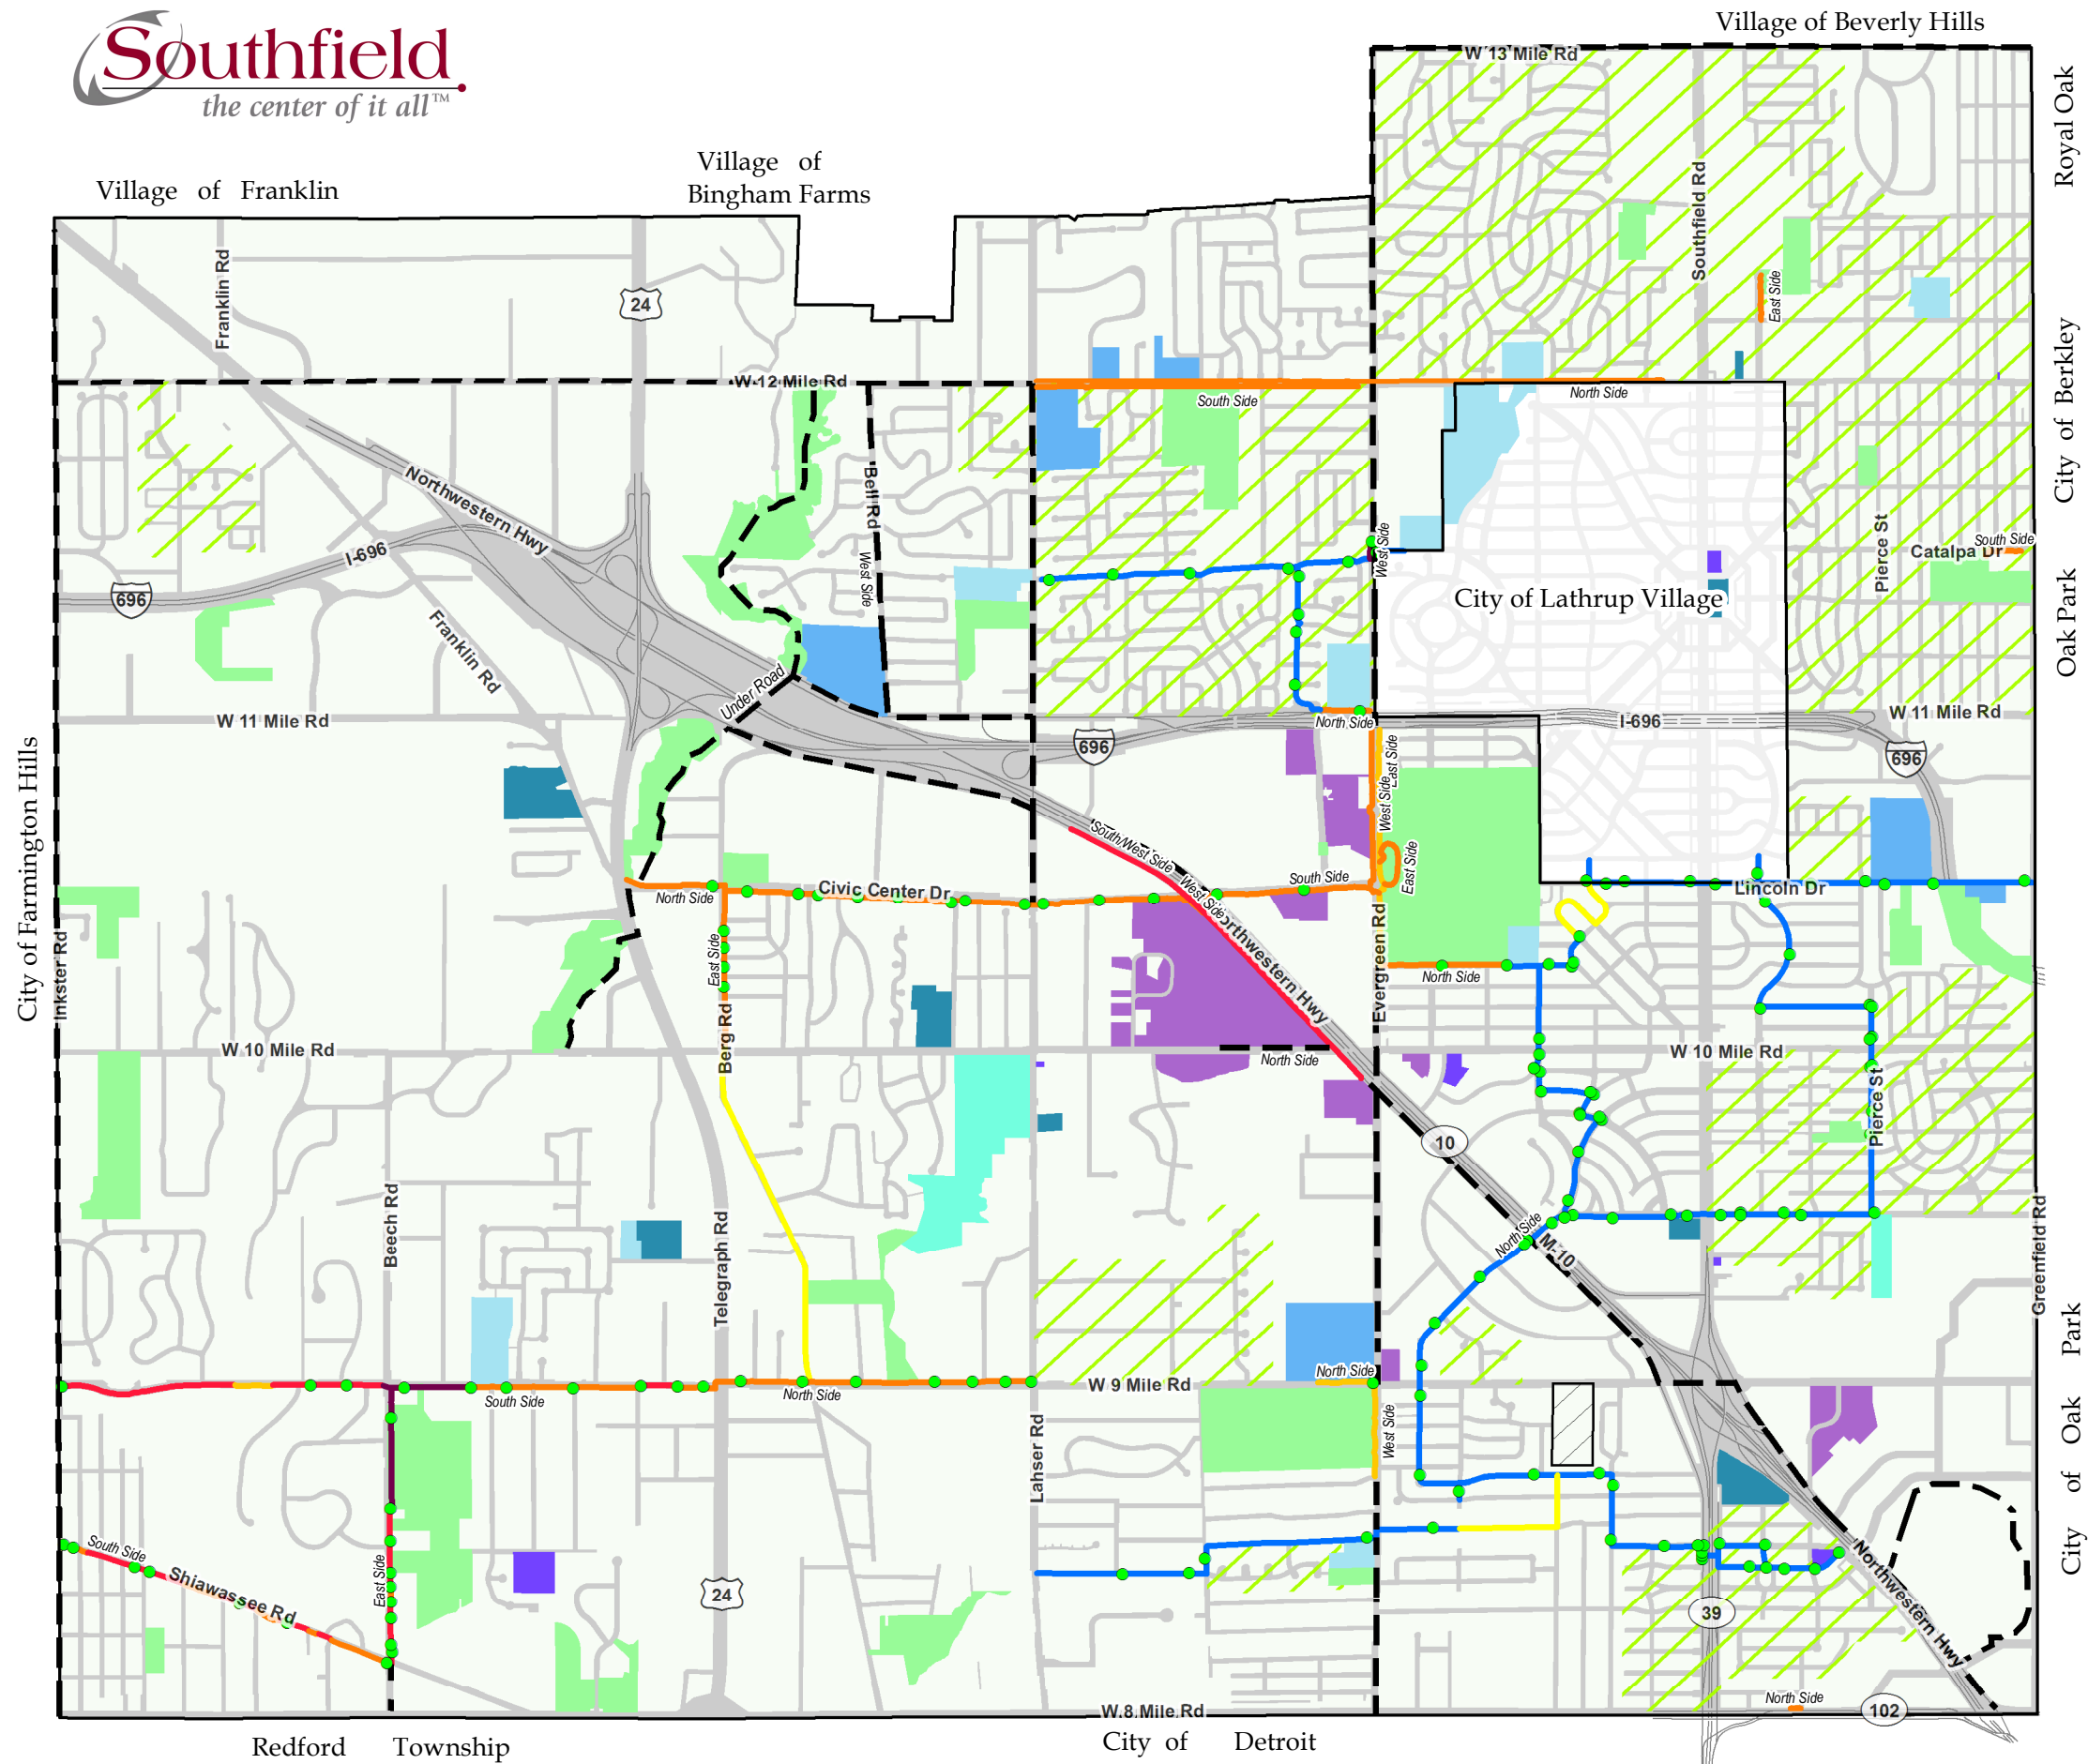 Southfield
the center of it all™
Village of Beverly Hills
Village of
Bingham Farms
Village of Franklin
W 13 Mile Rd
Royal Oak
Southfield Rd
East Side
Franklin Rd
24
City of Berkley
W 12 Mile Rd
South Side
North Side
Northwestern Hwy
Bell Rd
West Side
West Side
Pierce St
South Side
Catalpa Dr
I-696
696
City of Lathrup Village
Oak Park
Franklin Rd
Under Road
W 11 Mile Rd
North Side
I-696
W 11 Mile Rd
696
696
East Side
West Side
City of Farmington Hills
South/West Side
West Side
East Side
South Side
Civic Center Dr
North Side
Lincoln Dr
Northwestern Hwy
Evergreen Rd
Inkster Rd
East Side
North Side
Berg Rd
W 10 Mile Rd
North Side
W 10 Mile Rd
Pierce St
10
Beech Rd
Telegraph Rd
North Side
M-10
Greenfield Rd
City of Oak Park
North Side
W 9 Mile Rd
South Side
North Side
West Side
Lahser Rd
South Side
Shiawassee Rd
East Side
24
39
Northwestern Hwy
North Side
102
W 8 Mile Rd
Redford Township
City of Detroit